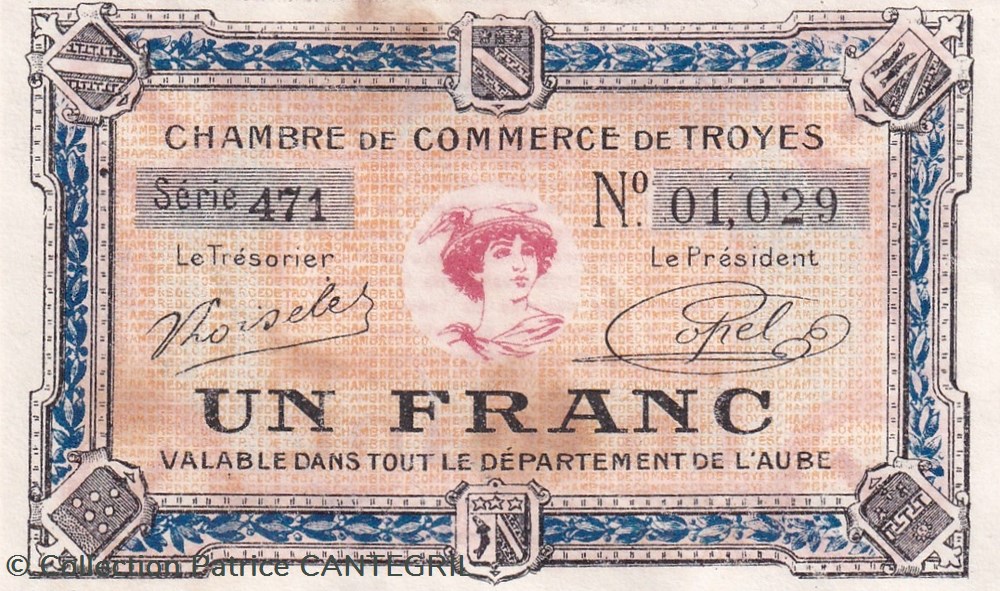 CHAMBRE DE COMMERCE DE TROYES
Série 471
Nº. 01,029
Le Trésorier
Le Président
UN FRANC
VALABLE DANS TOUT LE DÉPARTEMENT DE L'AUBE
© Collection Patrice CANTEGRIL